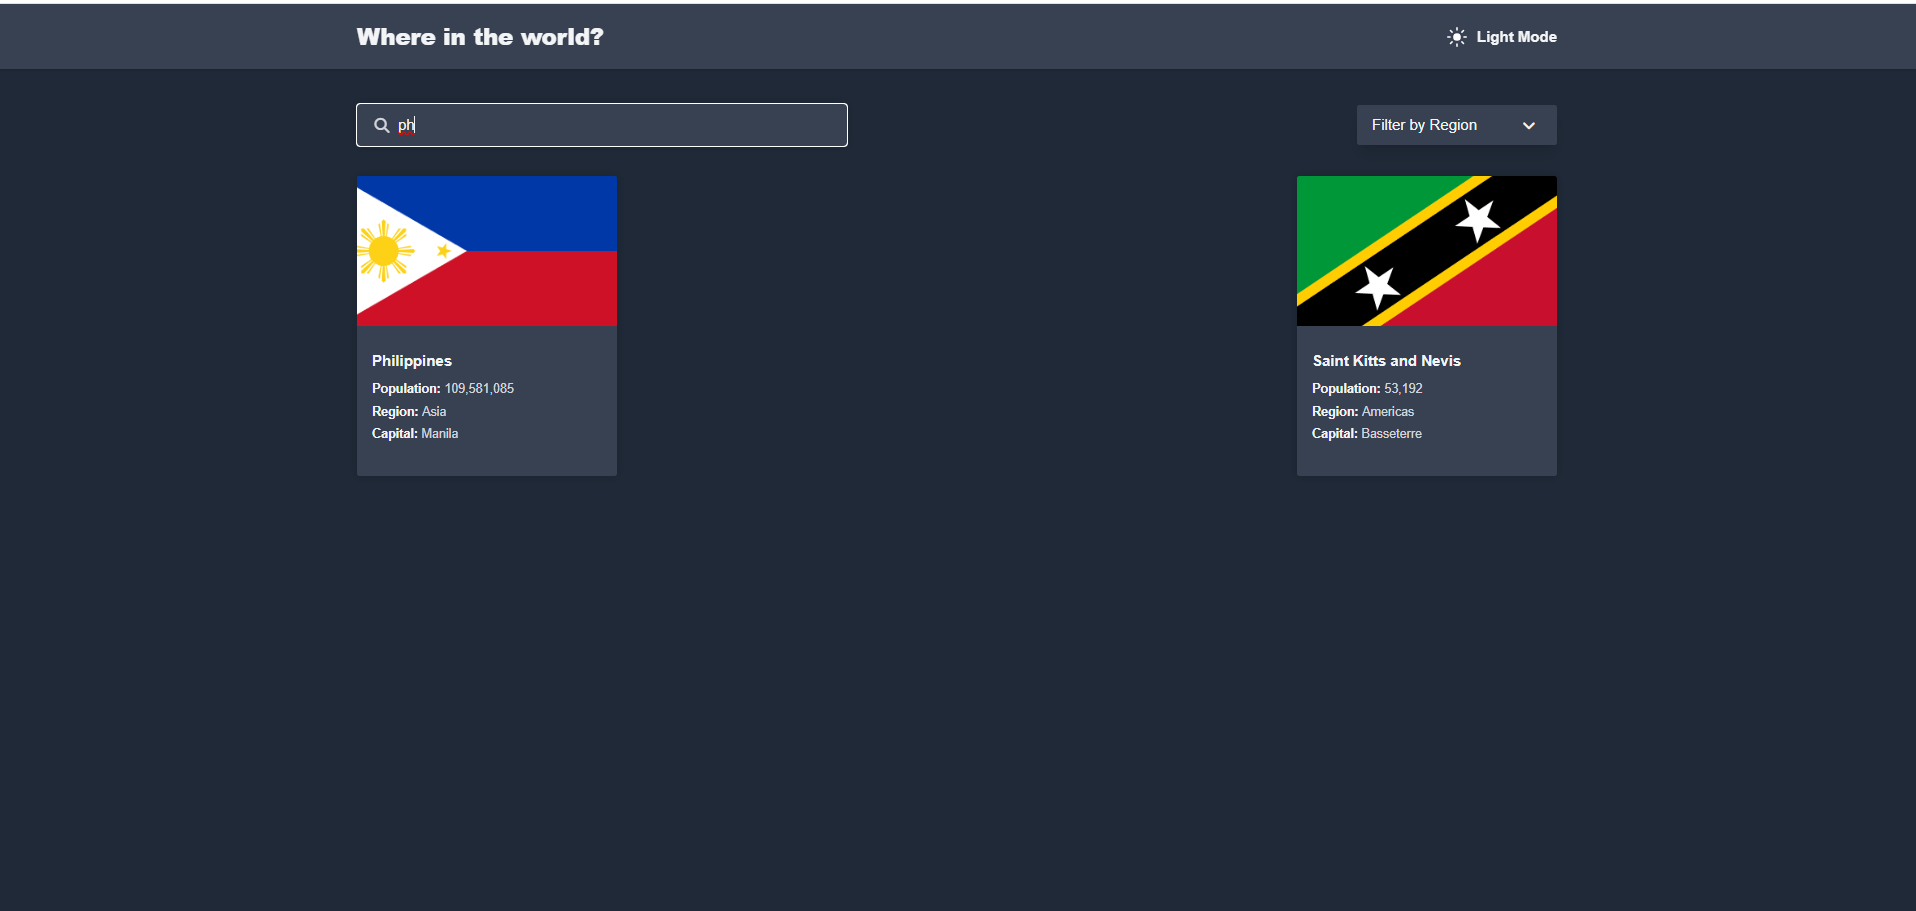 Where in the world?
Light Mode
ph
Filter by Region
Philippines
Population: 109,581,085
Region: Asia
Capital: Manila
Saint Kitts and Nevis
Population: 53,192
Region: Americas
Capital: Basseterre